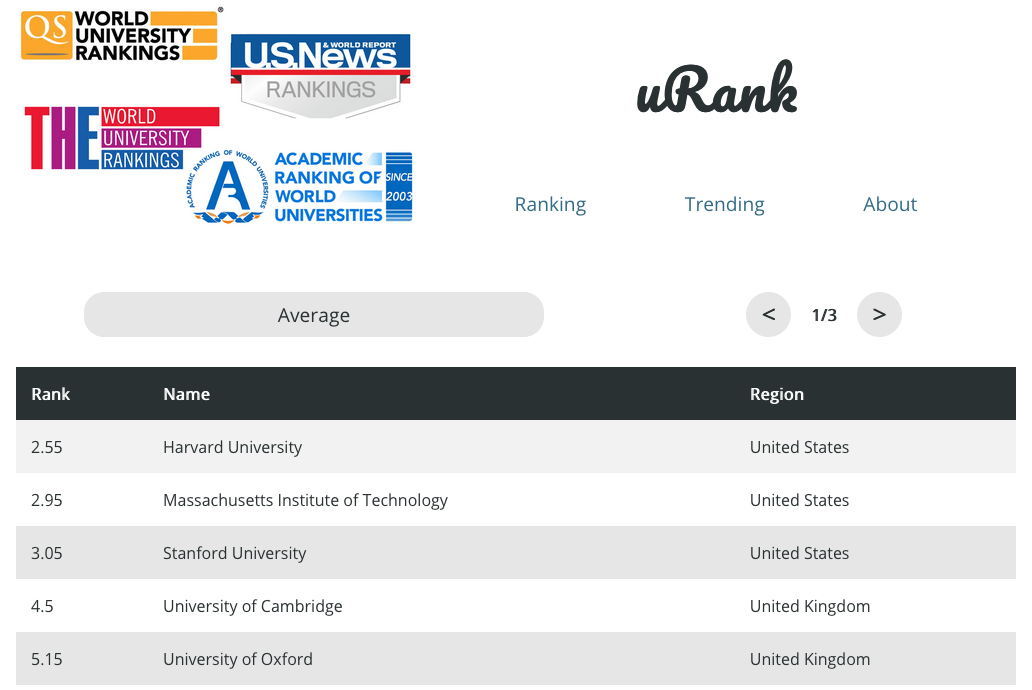 QS WORLD
UNIVERSITY
RANKINGS
®
U.S.News
& WORLD REPORT
RANKINGS
THE WORLD
UNIVERSITY
RANKINGS
ACADEMIC RANKING OF WORLD UNIVERSITIES
ACADEMIC
RANKING OF
WORLD
UNIVERSITIES
SINCE
2003
uRank
Ranking Trending About
Average < 1/3 >
Rank Name Region
2.55 Harvard University United States
2.95 Massachusetts Institute of Technology United States
3.05 Stanford University United States
4.5 University of Cambridge United Kingdom
5.15 University of Oxford United Kingdom